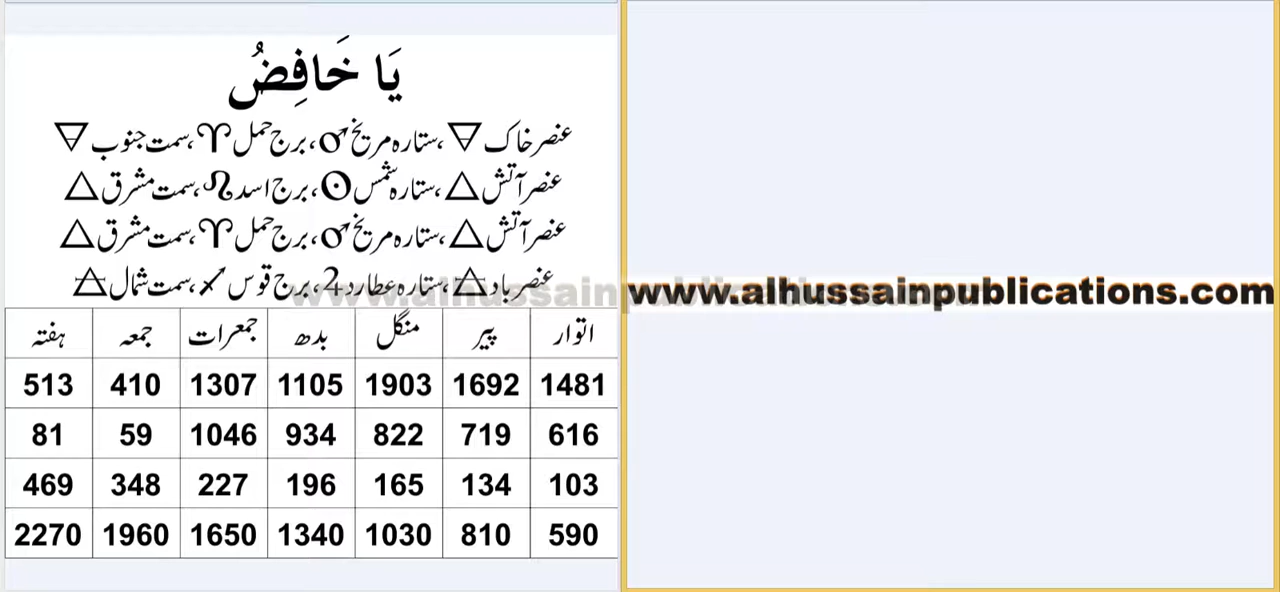 يَا خَافِضُ
عنصر خاک 🜃، ستارہ مریخ ♂، برج حمل ♈، سمت جنوب 🜃
عنصر آتش △، ستارہ شمس ☉، برج اسد ♌، سمت مشرق △
عنصر آتش △، ستارہ مریخ ♂، برج حمل ♈، سمت مشرق △
عنصر باد 🜁، ستارہ عطارد ♃، برج قوس ♐، سمت شمال 🜁
www.alhussainpublications.com
اتوار پیر منگل بدھ جمعرات جمعہ ہفتہ
1481 1692 1903 1105 1307 410 513
616 719 822 934 1046 59 81
103 134 165 196 227 348 469
590 810 1030 1340 1650 1960 2270